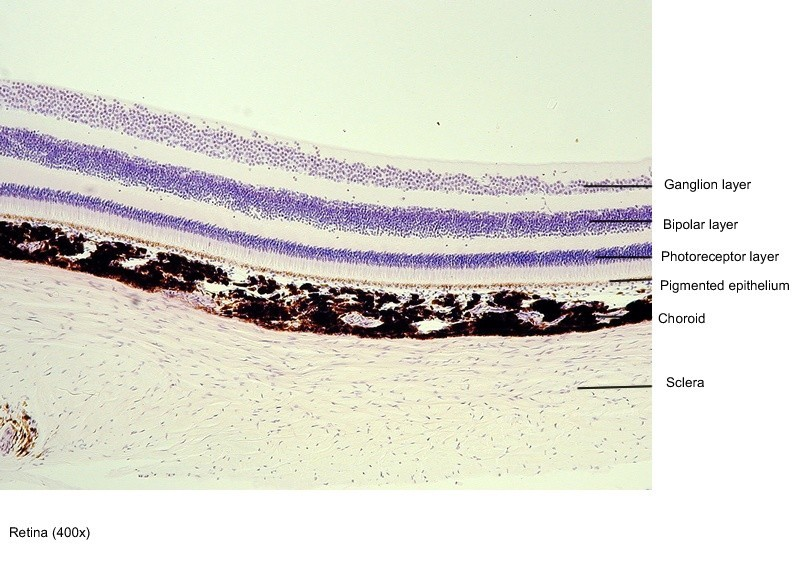 Ganglion layer
Bipolar layer
Photoreceptor layer
Pigmented epithelium
Choroid
Sclera
Retina (400x)